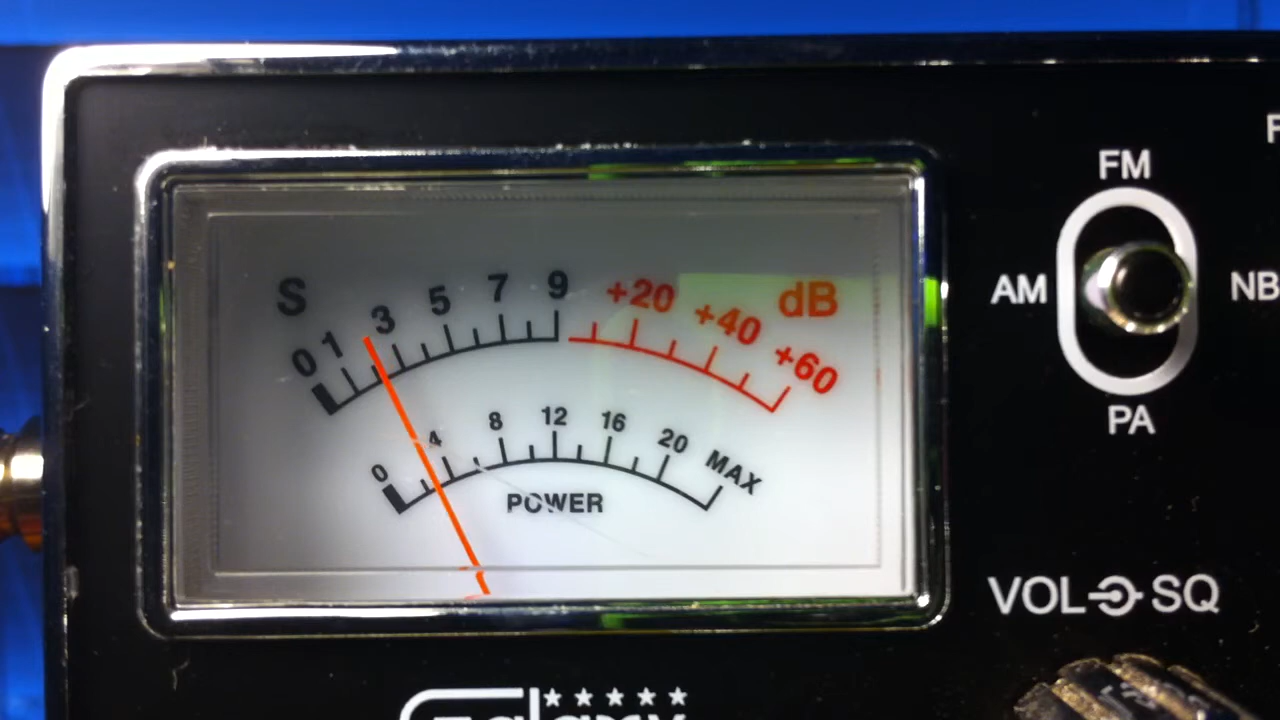 S 0 1 3 5 7 9 +20 +40 +60 dB
0 4 8 12 16 20 MAX
POWER
FM
AM
NB
PA
VOL SQ
Galaxy